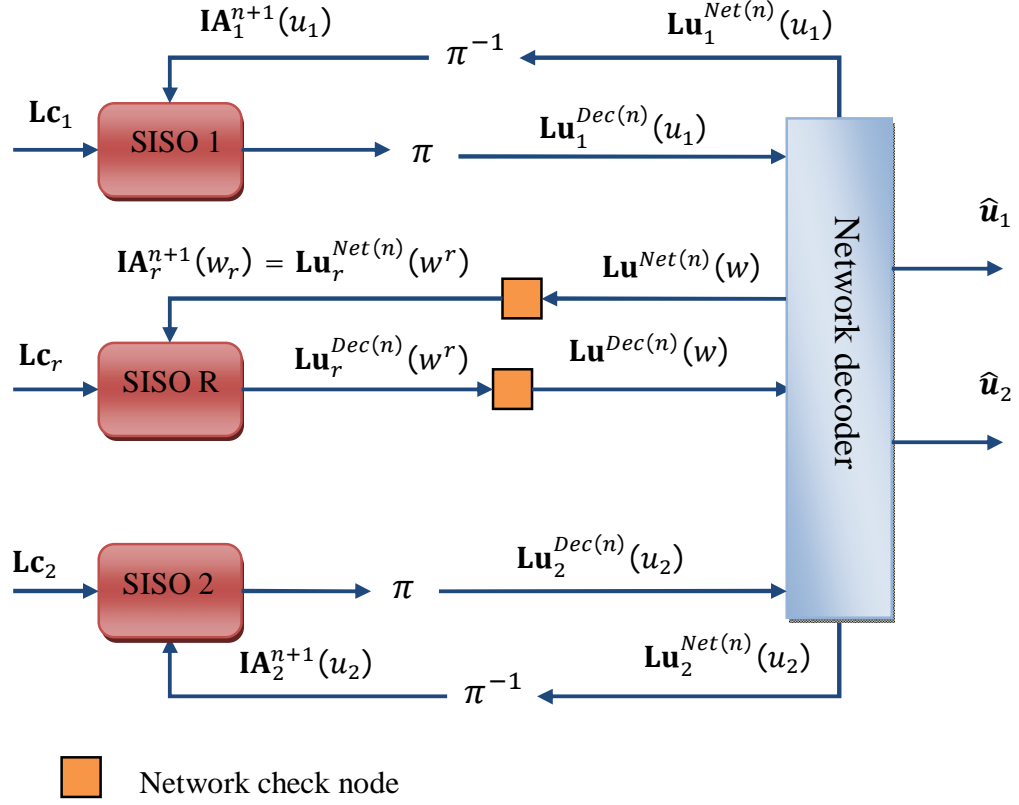 𝐈𝐀₁ⁿ⁺¹(u₁)
𝐋𝐮₁^{Net(n)}(u₁)
π⁻¹
𝐋𝐜₁
SISO 1
π
𝐋𝐮₁^{Dec(n)}(u₁)
𝐈𝐀ᵣⁿ⁺¹(wᵣ) = 𝐋𝐮ᵣ^{Net(n)}(wʳ)
𝐋𝐮^{Net(n)}(w)
Network decoder
û₁
𝐋𝐜ᵣ
SISO R
𝐋𝐮ᵣ^{Dec(n)}(wʳ)
𝐋𝐮^{Dec(n)}(w)
û₂
𝐋𝐜₂
SISO 2
π
𝐋𝐮₂^{Dec(n)}(u₂)
𝐈𝐀₂ⁿ⁺¹(u₂)
π⁻¹
𝐋𝐮₂^{Net(n)}(u₂)
Network check node